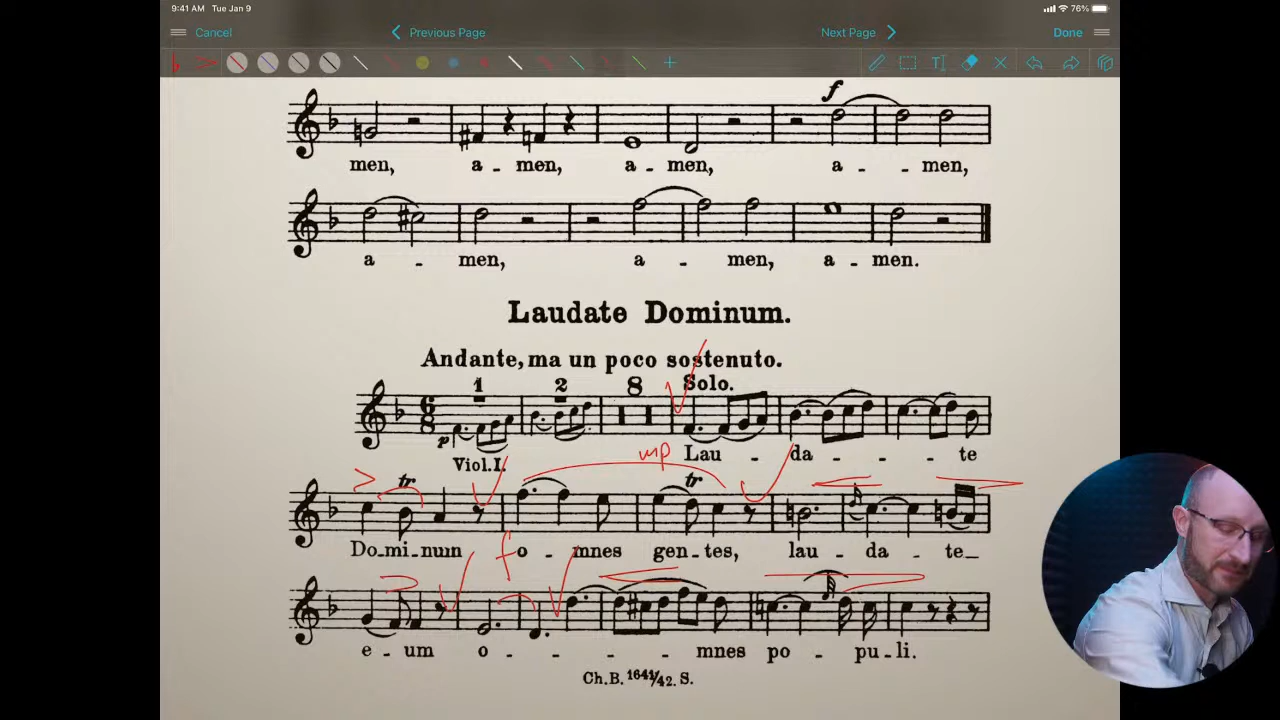 9:41 AM Tue Jan 9 76%
Cancel Previous Page Next Page Done
f
men, a - men, a - men, a - - men,
a - men, a - men, a - men.
Laudate Dominum.
Andante, ma un poco sostenuto.
1 2 8 Solo.
6
8
p
Viol.I. mp Lau - da - - - te
> tr tr
Do-mi-num o - mnes gen-tes, lau - da - te_
f
e - um o - - - - mnes po - pu-li.
Ch.B. 1641/42. S.